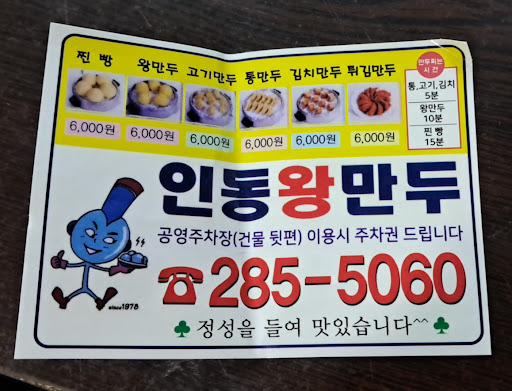 찐 빵 왕만두 고기만두 통만두 김치만두 튀김만두
6,000원 6,000원 6,000원 6,000원 6,000원 6,000원
만두찌는
시 간
통,고기,김치
5분
왕만두
10분
찐 빵
15분
인동왕만두
공영주차장(건물 뒷편) 이용시 주차권 드립니다
☎285-5060
since1978
♣ 정성을 들여 맛있습니다^^ ♣